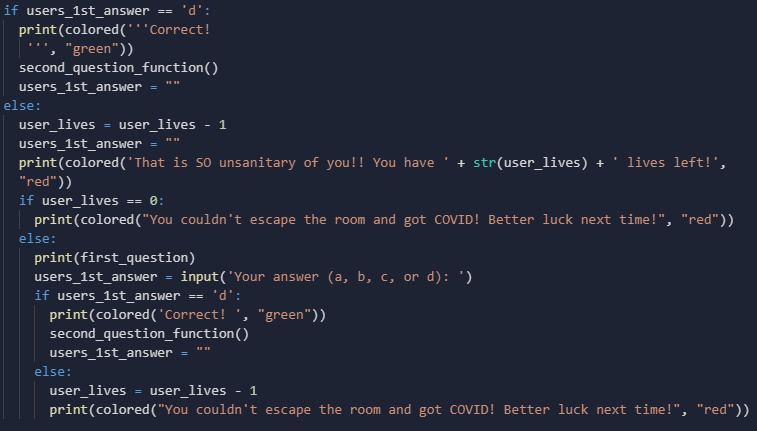 if users_1st_answer == 'd':
  print(colored('''Correct!
   ''', "green"))
  second_question_function()
  users_1st_answer = ""
else:
  user_lives = user_lives - 1
  users_1st_answer = ""
  print(colored('That is SO unsanitary of you!! You have ' + str(user_lives) + ' lives left!',
  "red"))
  if user_lives == 0:
    print(colored("You couldn't escape the room and got COVID! Better luck next time!", "red"))
  else:
    print(first_question)
    users_1st_answer = input('Your answer (a, b, c, or d): ')
    if users_1st_answer == 'd':
      print(colored('Correct! ', "green"))
      second_question_function()
      users_1st_answer = ""
    else:
      user_lives = user_lives - 1
      print(colored("You couldn't escape the room and got COVID! Better luck next time!", "red"))